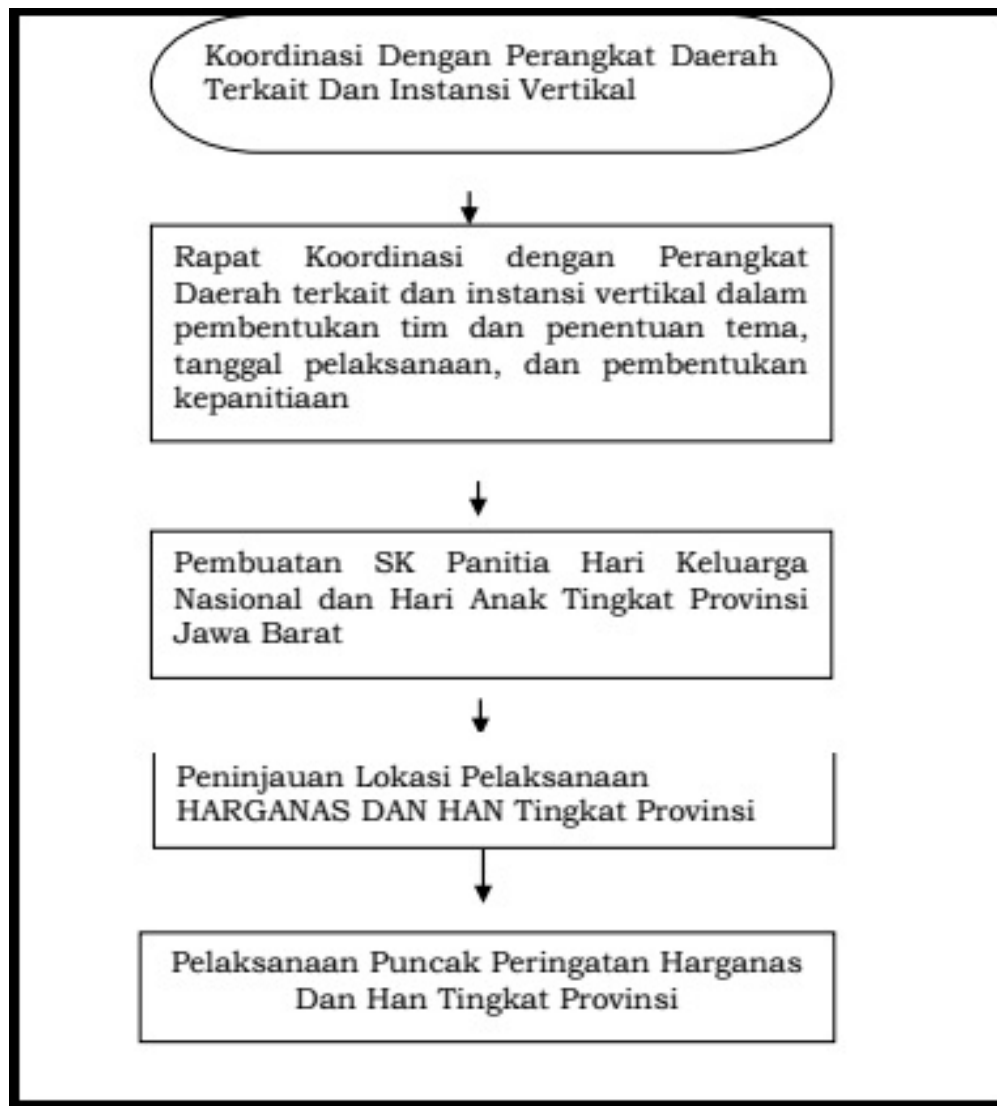 Koordinasi Dengan Perangkat Daerah
Terkait Dan Instansi Vertikal
Rapat Koordinasi dengan Perangkat
Daerah terkait dan instansi vertikal dalam
pembentukan tim dan penentuan tema,
tanggal pelaksanaan, dan pembentukan
kepanitiaan
Pembuatan SK Panitia Hari Keluarga
Nasional dan Hari Anak Tingkat Provinsi
Jawa Barat
Peninjauan Lokasi Pelaksanaan
HARGANAS DAN HAN Tingkat Provinsi
Pelaksanaan Puncak Peringatan Harganas
Dan Han Tingkat Provinsi